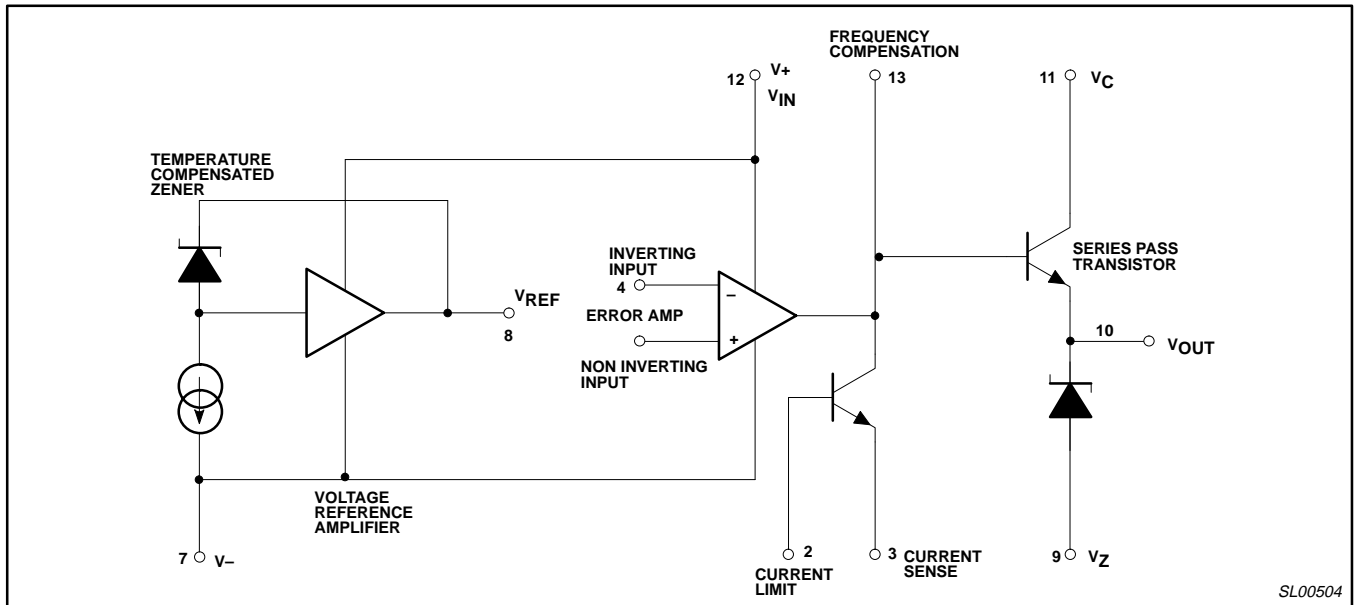 FREQUENCY
COMPENSATION
12
V+
VIN
13
11
VC
TEMPERATURE
COMPENSATED
ZENER
INVERTING
INPUT
4
–
VREF
8
ERROR AMP
+
NON INVERTING
INPUT
SERIES PASS
TRANSISTOR
10
VOUT
VOLTAGE
REFERENCE
AMPLIFIER
7
V–
2
CURRENT
LIMIT
3
CURRENT
SENSE
9
VZ
SL00504